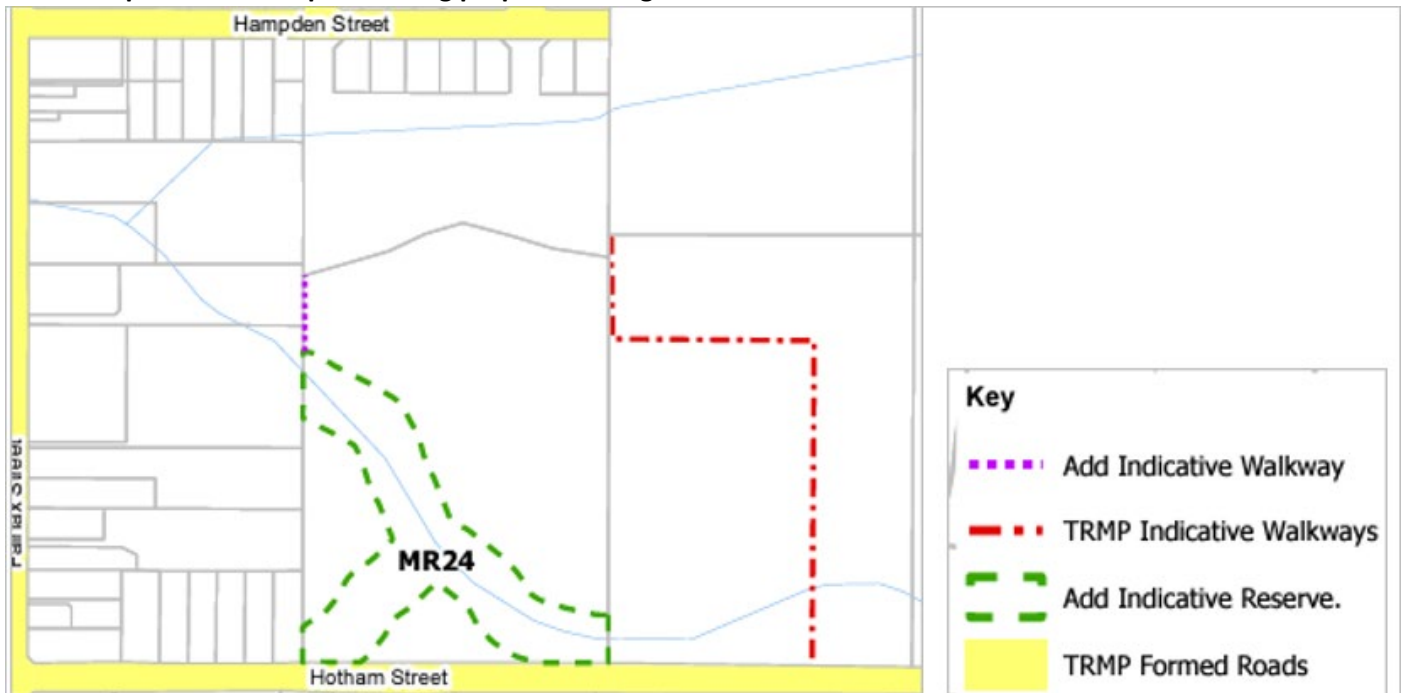 Hampden Street
MR24
Hotham Street
Key
Add Indicative Walkway
TRMP Indicative Walkways
Add Indicative Reserve.
TRMP Formed Roads